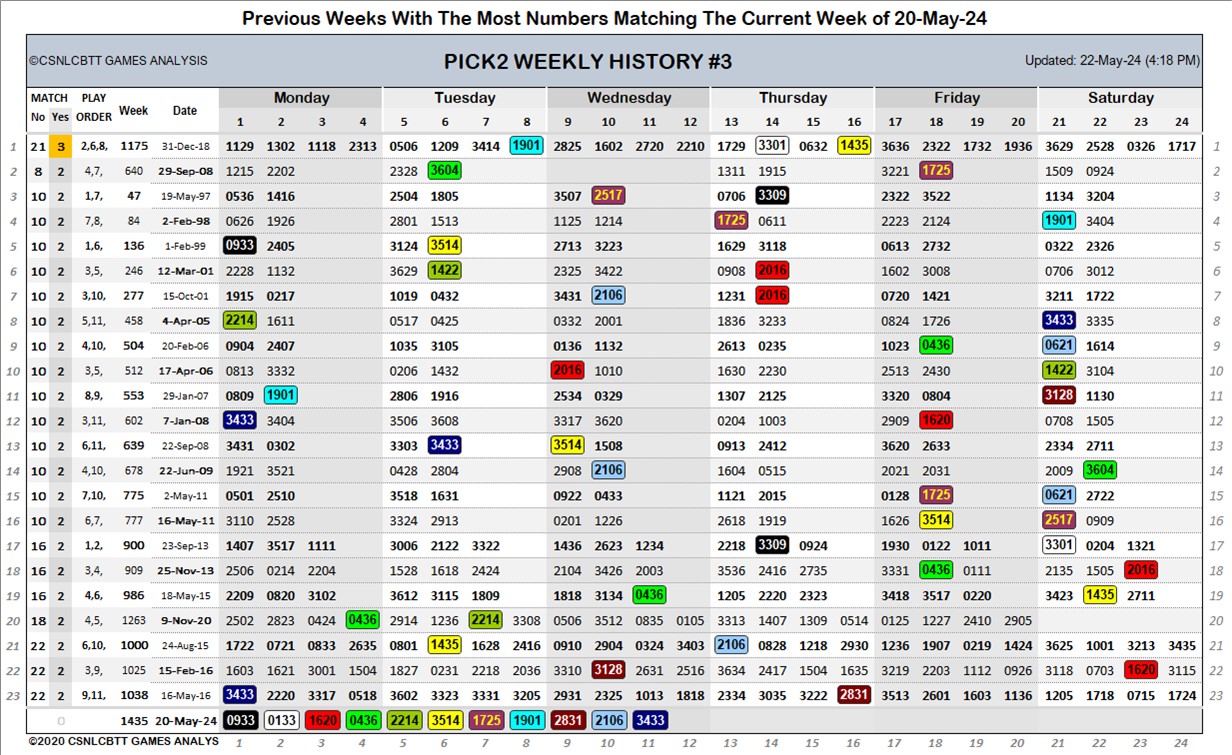 Previous Weeks With The Most Numbers Matching The Current Week of 20-May-24
©CSNLCBTT GAMES ANALYSIS PICK2 WEEKLY HISTORY #3 Updated: 22-May-24 (4:18 PM)
MATCH PLAY Week Date Monday Tuesday Wednesday Thursday Friday Saturday
No Yes ORDER 1 2 3 4 5 6 7 8 9 10 11 12 13 14 15 16 17 18 19 20 21 22 23 24
1 21 3 2,6,8, 1175 31-Dec-18 1129 1302 1118 2313 0506 1209 3414 1901 2825 1602 2720 2210 1729 3301 0632 1435 3636 2322 1732 1936 3629 2528 0326 1717 1
2 8 2 4,7, 640 29-Sep-08 1215 2202 2328 3604 1311 1915 3221 1725 1509 0924 2
3 10 2 1,7, 47 19-May-97 0536 1416 2504 1805 3507 2517 0706 3309 2322 3522 1134 3204 3
4 10 2 7,8, 84 2-Feb-98 0626 1926 2801 1513 1125 1214 1725 0611 2223 2124 1901 3404 4
5 10 2 1,6, 136 1-Feb-99 0933 2405 3124 3514 2713 3223 1629 3118 0613 2732 0322 2326 5
6 10 2 3,5, 246 12-Mar-01 2228 1132 3629 1422 2325 3422 0908 2016 1602 3008 0706 3012 6
7 10 2 3,10, 277 15-Oct-01 1915 0217 1019 0432 3431 2106 1231 2016 0720 1421 3211 1722 7
8 10 2 5,11, 458 4-Apr-05 2214 1611 0517 0425 0332 2001 1836 3233 0824 1726 3433 3335 8
9 10 2 4,10, 504 20-Feb-06 0904 2407 1035 3105 0136 1132 2613 0235 1023 0436 0621 1614 9
10 10 2 3,5, 512 17-Apr-06 0813 3332 0206 1432 2016 1010 1630 2230 2513 2430 1422 3104 10
11 10 2 8,9, 553 29-Jan-07 0809 1901 2806 1916 2534 0329 1307 2125 3320 0804 3128 1130 11
12 10 2 3,11, 602 7-Jan-08 3433 3404 3506 3608 3317 3620 0204 1003 2909 1620 0708 1505 12
13 10 2 6,11, 639 22-Sep-08 3431 0302 3303 3433 3514 1508 0913 2412 3620 2633 2334 2711 13
14 10 2 4,10, 678 22-Jun-09 1921 3521 0428 2804 2908 2106 1604 0515 2021 2031 2009 3604 14
15 10 2 7,10, 775 2-May-11 0501 2510 3518 1631 0922 0433 1121 2015 0128 1725 0621 2722 15
16 10 2 6,7, 777 16-May-11 3110 2528 3324 2913 0201 1226 2618 1919 1626 3514 2517 0909 16
17 16 2 1,2, 900 23-Sep-13 1407 3517 1111 3006 2122 3322 1436 2623 1234 2218 3309 0924 1930 0122 1011 3301 0204 1321 17
18 16 2 3,4, 909 25-Nov-13 2506 0214 2204 1528 1618 2424 2104 3426 2003 3536 2416 2735 3331 0436 0111 2135 1505 2016 18
19 16 2 4,6, 986 18-May-15 2209 0820 3102 3612 3115 1809 1818 3134 0436 1205 2220 2323 3418 3517 0220 3423 1435 2711 19
20 18 2 4,5, 1263 9-Nov-20 2502 2823 0424 0436 2914 1236 2214 3308 0506 3512 0835 0105 3313 1407 1309 0514 0125 1227 2410 2905 20
21 22 2 6,10, 1000 24-Aug-15 1722 0721 0833 2635 0801 1435 1628 2416 0910 2904 0324 3403 2106 0828 1218 2930 1236 1907 0219 1424 3625 1001 3213 3435 21
22 22 2 3,9, 1025 15-Feb-16 1603 1621 3001 1504 1827 0231 2218 2036 3310 3128 2631 2516 3634 2417 1504 1635 3219 2203 1112 0926 3118 0703 1620 3115 22
23 22 2 9,11, 1038 16-May-16 3433 2220 3317 0518 3602 3323 3331 3205 2931 2325 1013 1818 2334 3035 3222 2831 3513 2601 1603 1136 1205 1718 0715 1724 23
0 1435 20-May-24 0933 0133 1620 0436 2214 3514 1725 1901 2831 2106 3433
©2020 CSNLCBTT GAMES ANALYS 1 2 3 4 5 6 7 8 9 10 11 12 13 14 15 16 17 18 19 20 21 22 23 24